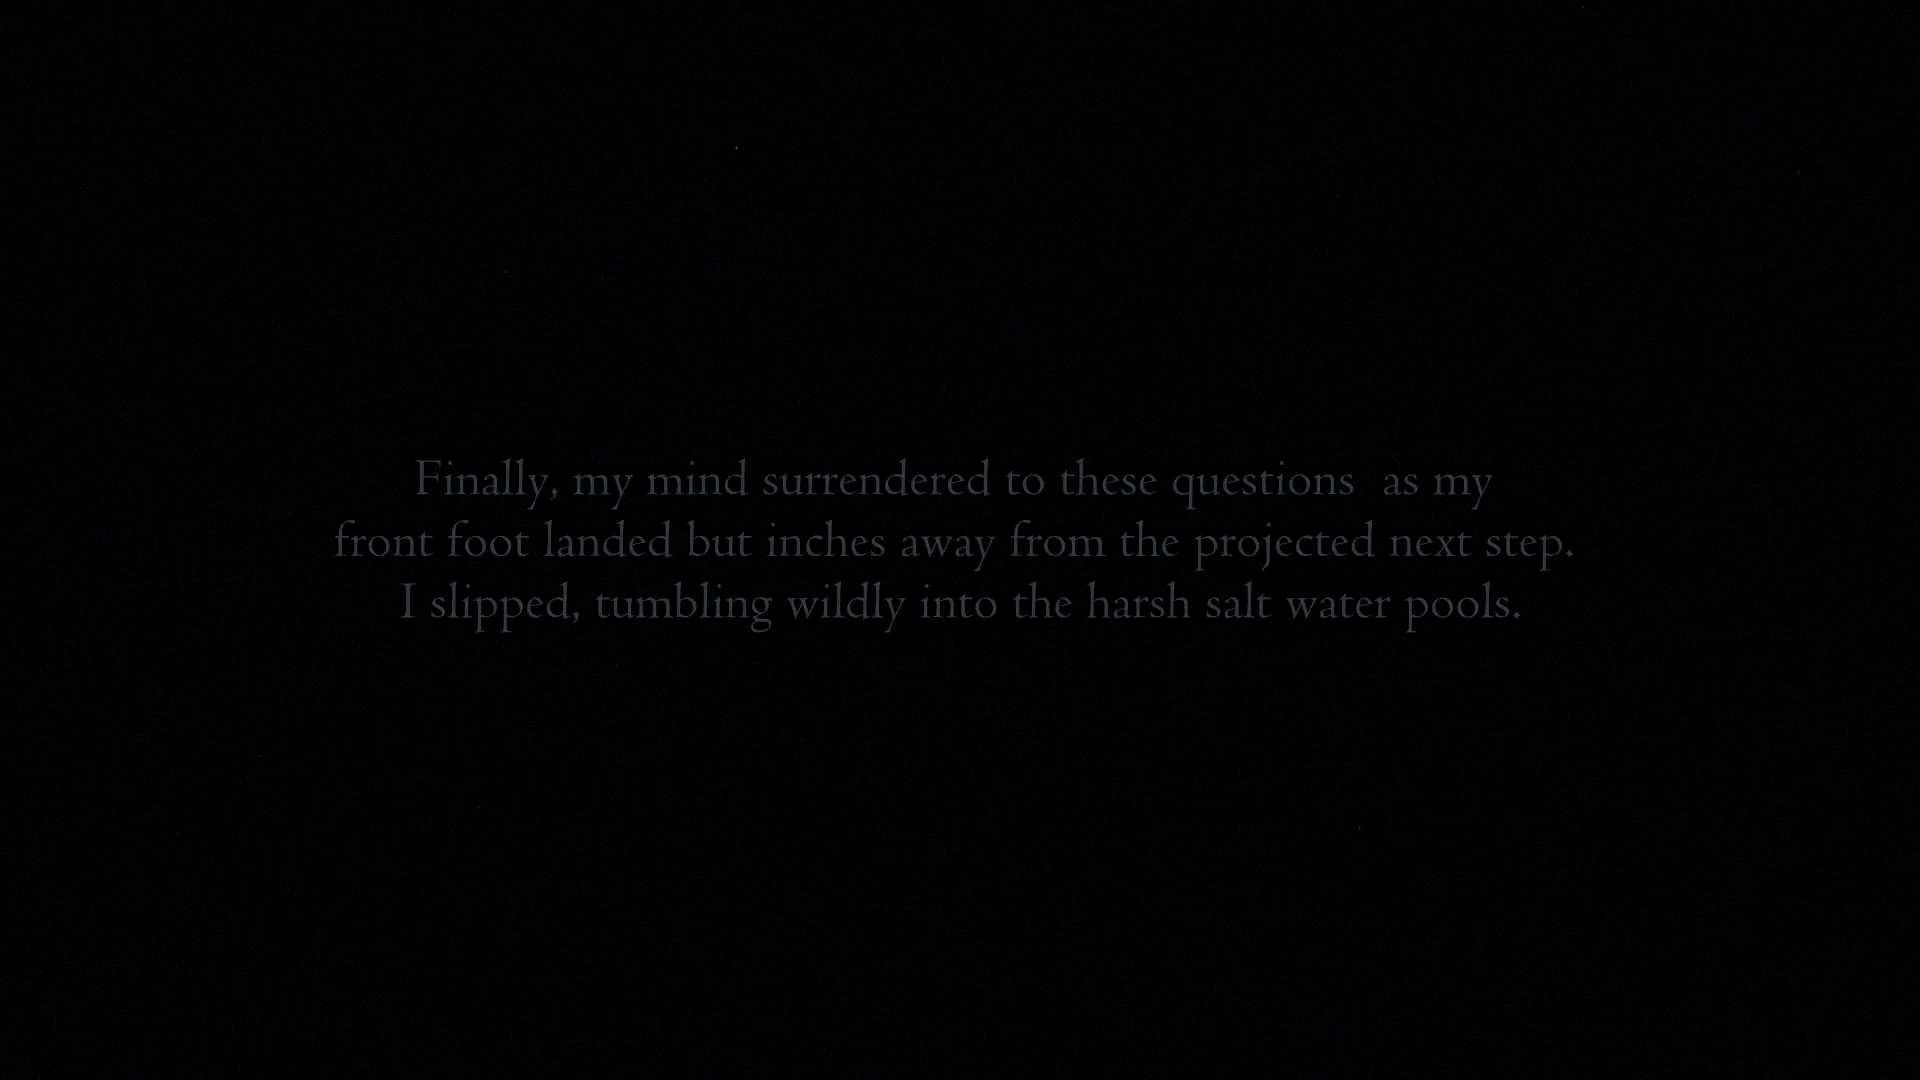 Finally, my mind surrendered to these questions  as my
front foot landed but inches away from the projected next step.
I slipped, tumbling wildly into the harsh salt water pools.